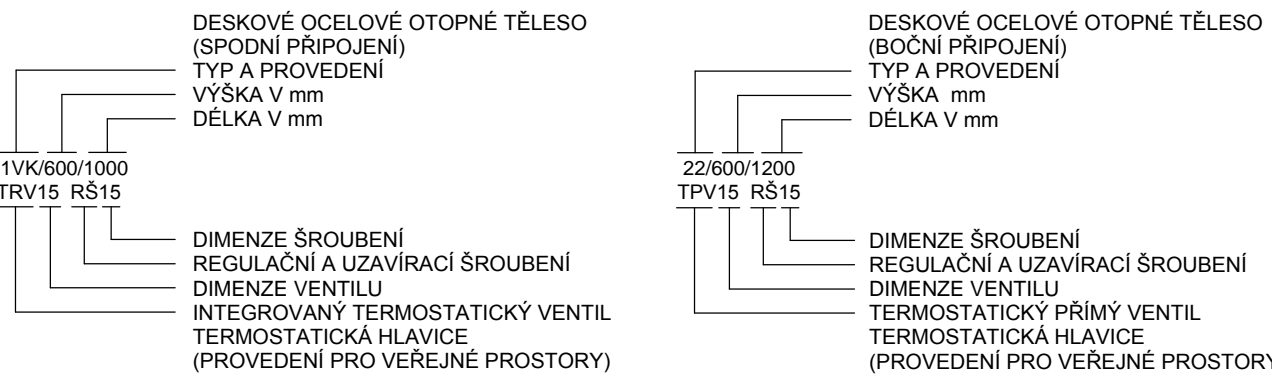 DESKOVÉ OCELOVÉ OTOPNÉ TĚLESO
(SPODNÍ PŘIPOJENÍ)
TYP A PROVEDENÍ
VÝŠKA V mm
DÉLKA V mm
1VK/600/1000
TRV15 RŠ15
DIMENZE ŠROUBENÍ
REGULAČNÍ A UZAVÍRACÍ ŠROUBENÍ
DIMENZE VENTILU
INTEGROVANÝ TERMOSTATICKÝ VENTIL
TERMOSTATICKÁ HLAVICE
(PROVEDENÍ PRO VEŘEJNÉ PROSTORY)
DESKOVÉ OCELOVÉ OTOPNÉ TĚLESO
(BOČNÍ PŘIPOJENÍ)
TYP A PROVEDENÍ
VÝŠKA mm
DÉLKA V mm
22/600/1200
TPV15 RŠ15
DIMENZE ŠROUBENÍ
REGULAČNÍ A UZAVÍRACÍ ŠROUBENÍ
DIMENZE VENTILU
TERMOSTATICKÝ PŘÍMÝ VENTIL
TERMOSTATICKÁ HLAVICE
(PROVEDENÍ PRO VEŘEJNÉ PROSTORY